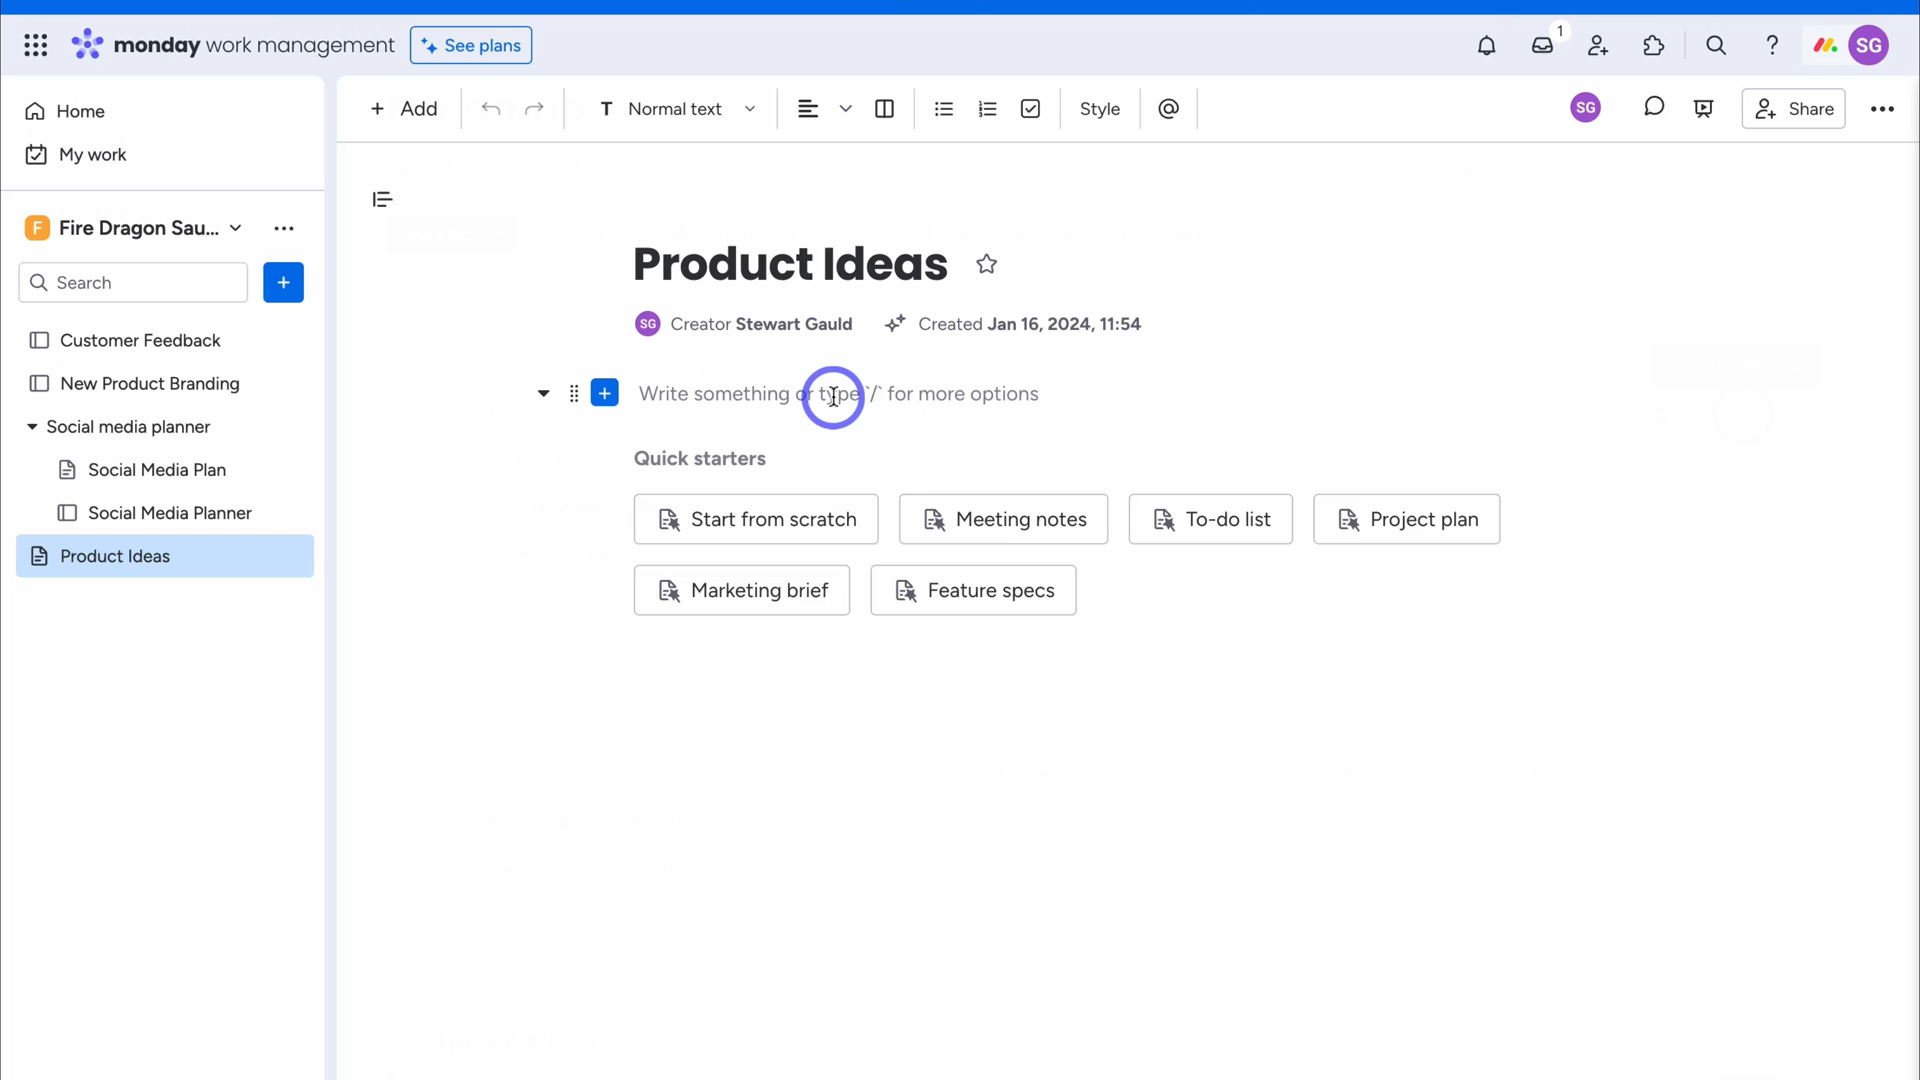 monday work management
See plans
1
SG
Home
My work
F Fire Dragon Sau...
Search
Customer Feedback
New Product Branding
Social media planner
Social Media Plan
Social Media Planner
Product Ideas
+ Add
T Normal text
Style
@
SG
Share
Product Ideas
SG Creator Stewart Gauld Created Jan 16, 2024, 11:54
Write something or type `/` for more options
Quick starters
Start from scratch
Meeting notes
To-do list
Project plan
Marketing brief
Feature specs